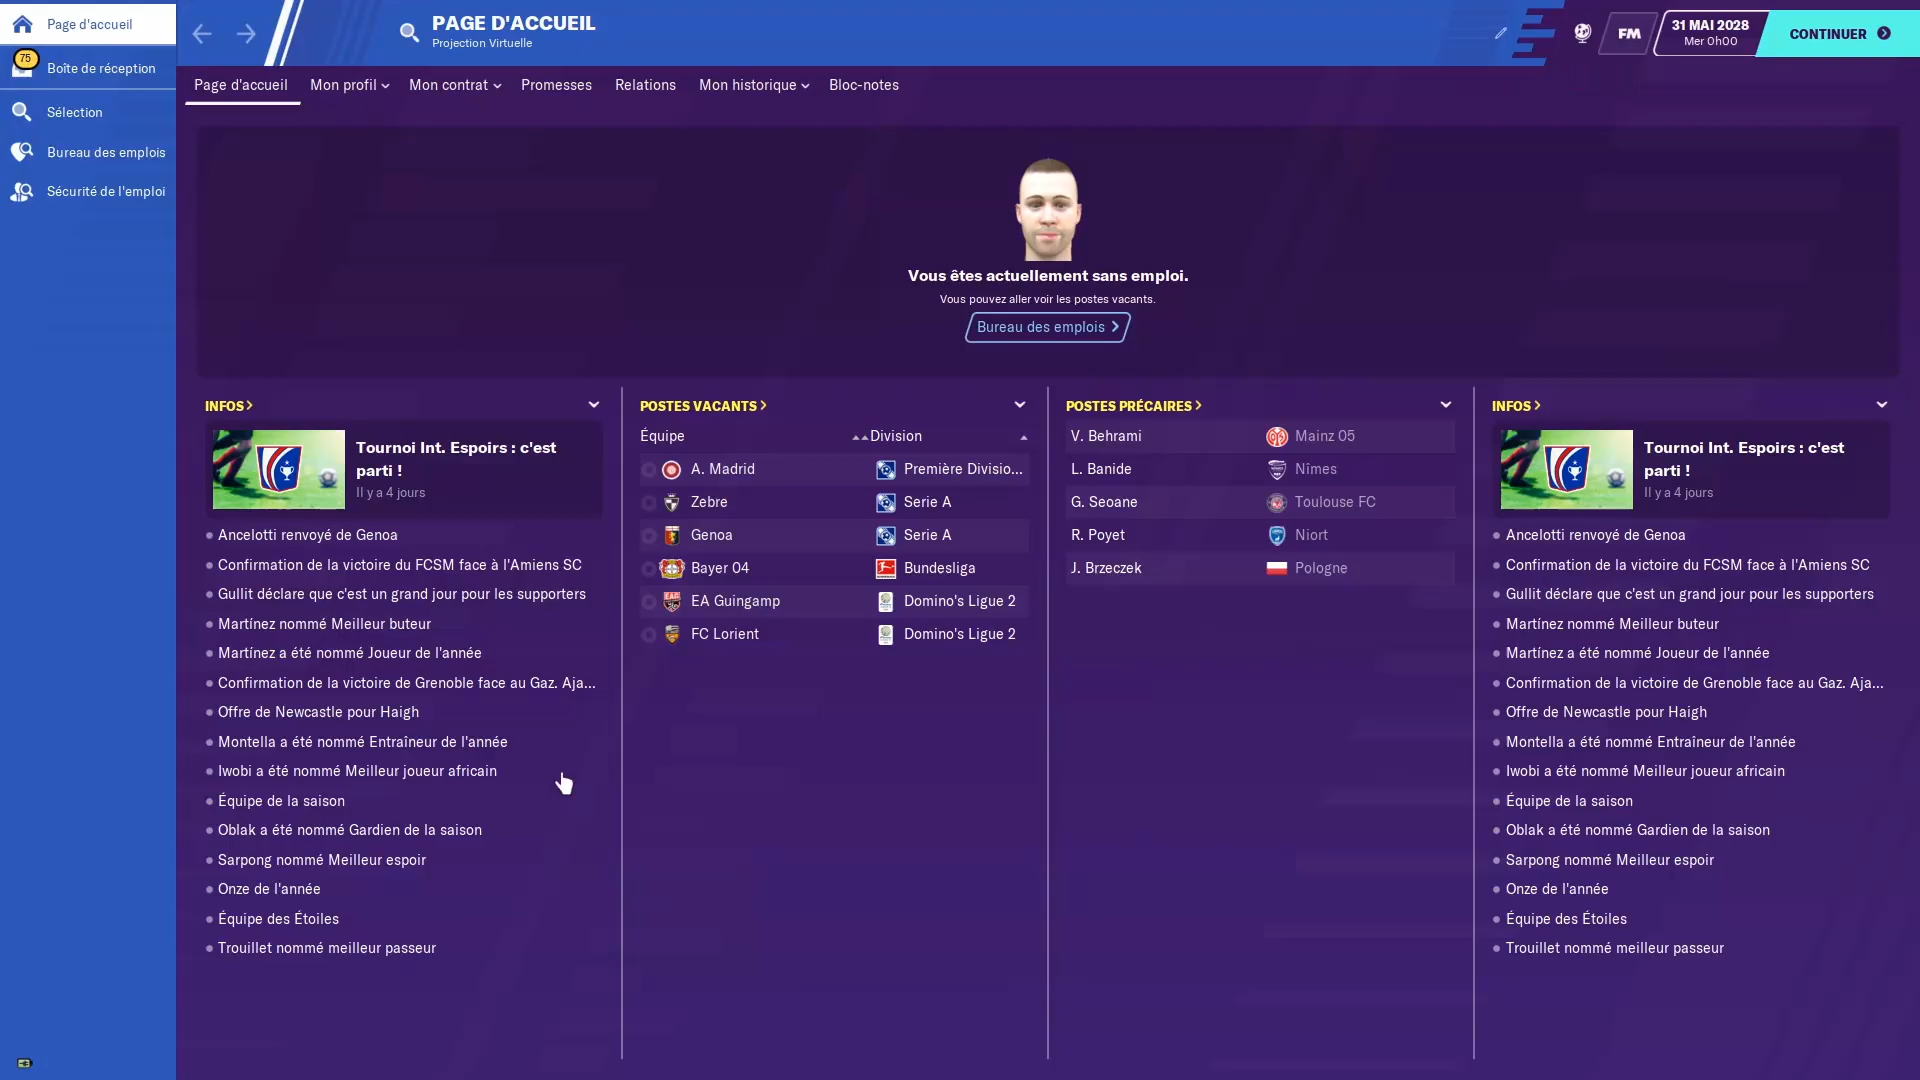 Page d'accueil
75
Boîte de réception
Sélection
Bureau des emplois
Sécurité de l'emploi
PAGE D'ACCUEIL
Projection Virtuelle
FM
31 MAI 2028
Mer 0h00
CONTINUER
Page d'accueil
Mon profil
Mon contrat
Promesses
Relations
Mon historique
Bloc-notes
Vous êtes actuellement sans emploi.
Vous pouvez aller voir les postes vacants.
Bureau des emplois
INFOS
Tournoi Int. Espoirs : c'est
parti !
Il y a 4 jours
Ancelotti renvoyé de Genoa
Confirmation de la victoire du FCSM face à l'Amiens SC
Gullit déclare que c'est un grand jour pour les supporters
Martínez nommé Meilleur buteur
Martínez a été nommé Joueur de l'année
Confirmation de la victoire de Grenoble face au Gaz. Aja...
Offre de Newcastle pour Haigh
Montella a été nommé Entraîneur de l'année
Iwobi a été nommé Meilleur joueur africain
Équipe de la saison
Oblak a été nommé Gardien de la saison
Sarpong nommé Meilleur espoir
Onze de l'année
Équipe des Étoiles
Trouillet nommé meilleur passeur
POSTES VACANTS
Équipe Division
A. Madrid Première Divisio...
Zebre Serie A
Genoa Serie A
Bayer 04 Bundesliga
EA Guingamp Domino's Ligue 2
FC Lorient Domino's Ligue 2
POSTES PRÉCAIRES
V. Behrami Mainz 05
L. Banide Nîmes
G. Seoane Toulouse FC
R. Poyet Niort
J. Brzeczek Pologne
INFOS
Tournoi Int. Espoirs : c'est
parti !
Il y a 4 jours
Ancelotti renvoyé de Genoa
Confirmation de la victoire du FCSM face à l'Amiens SC
Gullit déclare que c'est un grand jour pour les supporters
Martínez nommé Meilleur buteur
Martínez a été nommé Joueur de l'année
Confirmation de la victoire de Grenoble face au Gaz. Aja...
Offre de Newcastle pour Haigh
Montella a été nommé Entraîneur de l'année
Iwobi a été nommé Meilleur joueur africain
Équipe de la saison
Oblak a été nommé Gardien de la saison
Sarpong nommé Meilleur espoir
Onze de l'année
Équipe des Étoiles
Trouillet nommé meilleur passeur